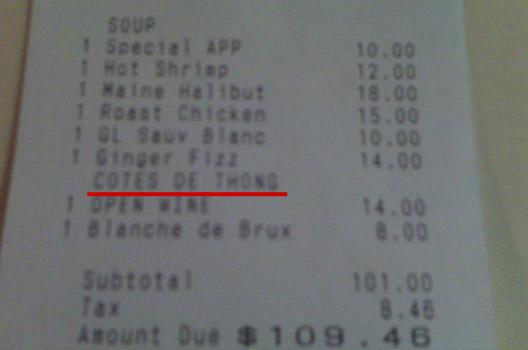 SOUP
1 Special APP 10.00
1 Hot Shrimp 12.00
1 Maine Halibut 18.00
1 Roast Chicken 15.00
1 GL Sauv Blanc 10.00
1 Ginger Fizz 14.00
COTES DE THONG
1 OPEN WINE 14.00
1 Blanche de Brux 8.00
Subtotal 101.00
Tax 8.46
Amount Due $109.46